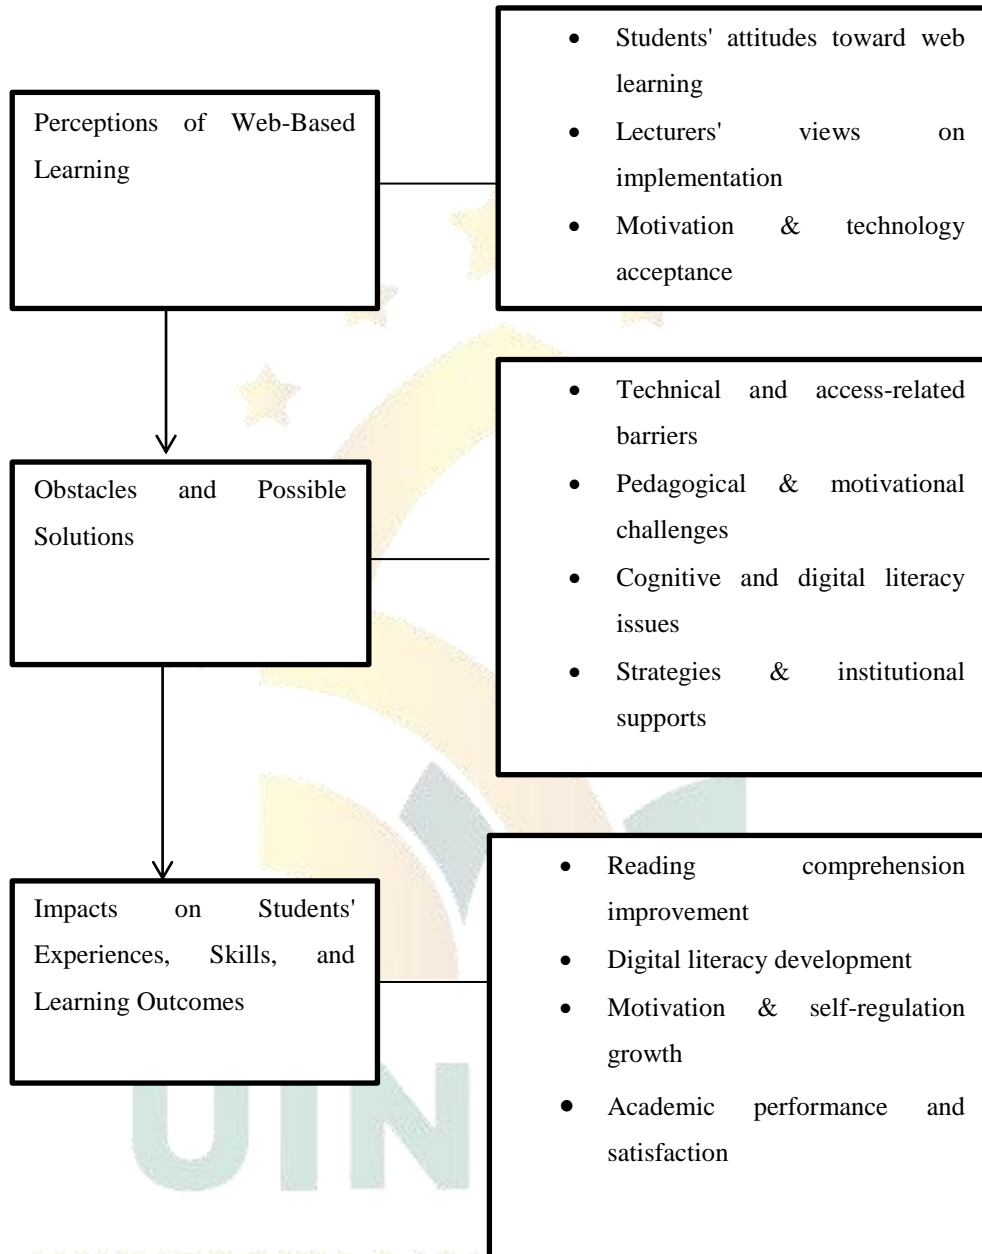 Perceptions of Web-Based
Learning
• Students' attitudes toward web
learning
• Lecturers' views on
implementation
• Motivation & technology
acceptance
Obstacles and Possible
Solutions
• Technical and access-related
barriers
• Pedagogical & motivational
challenges
• Cognitive and digital literacy
issues
• Strategies & institutional
supports
Impacts on Students'
Experiences, Skills, and
Learning Outcomes
• Reading comprehension
improvement
• Digital literacy development
• Motivation & self-regulation
growth
• Academic performance and
satisfaction
UIN